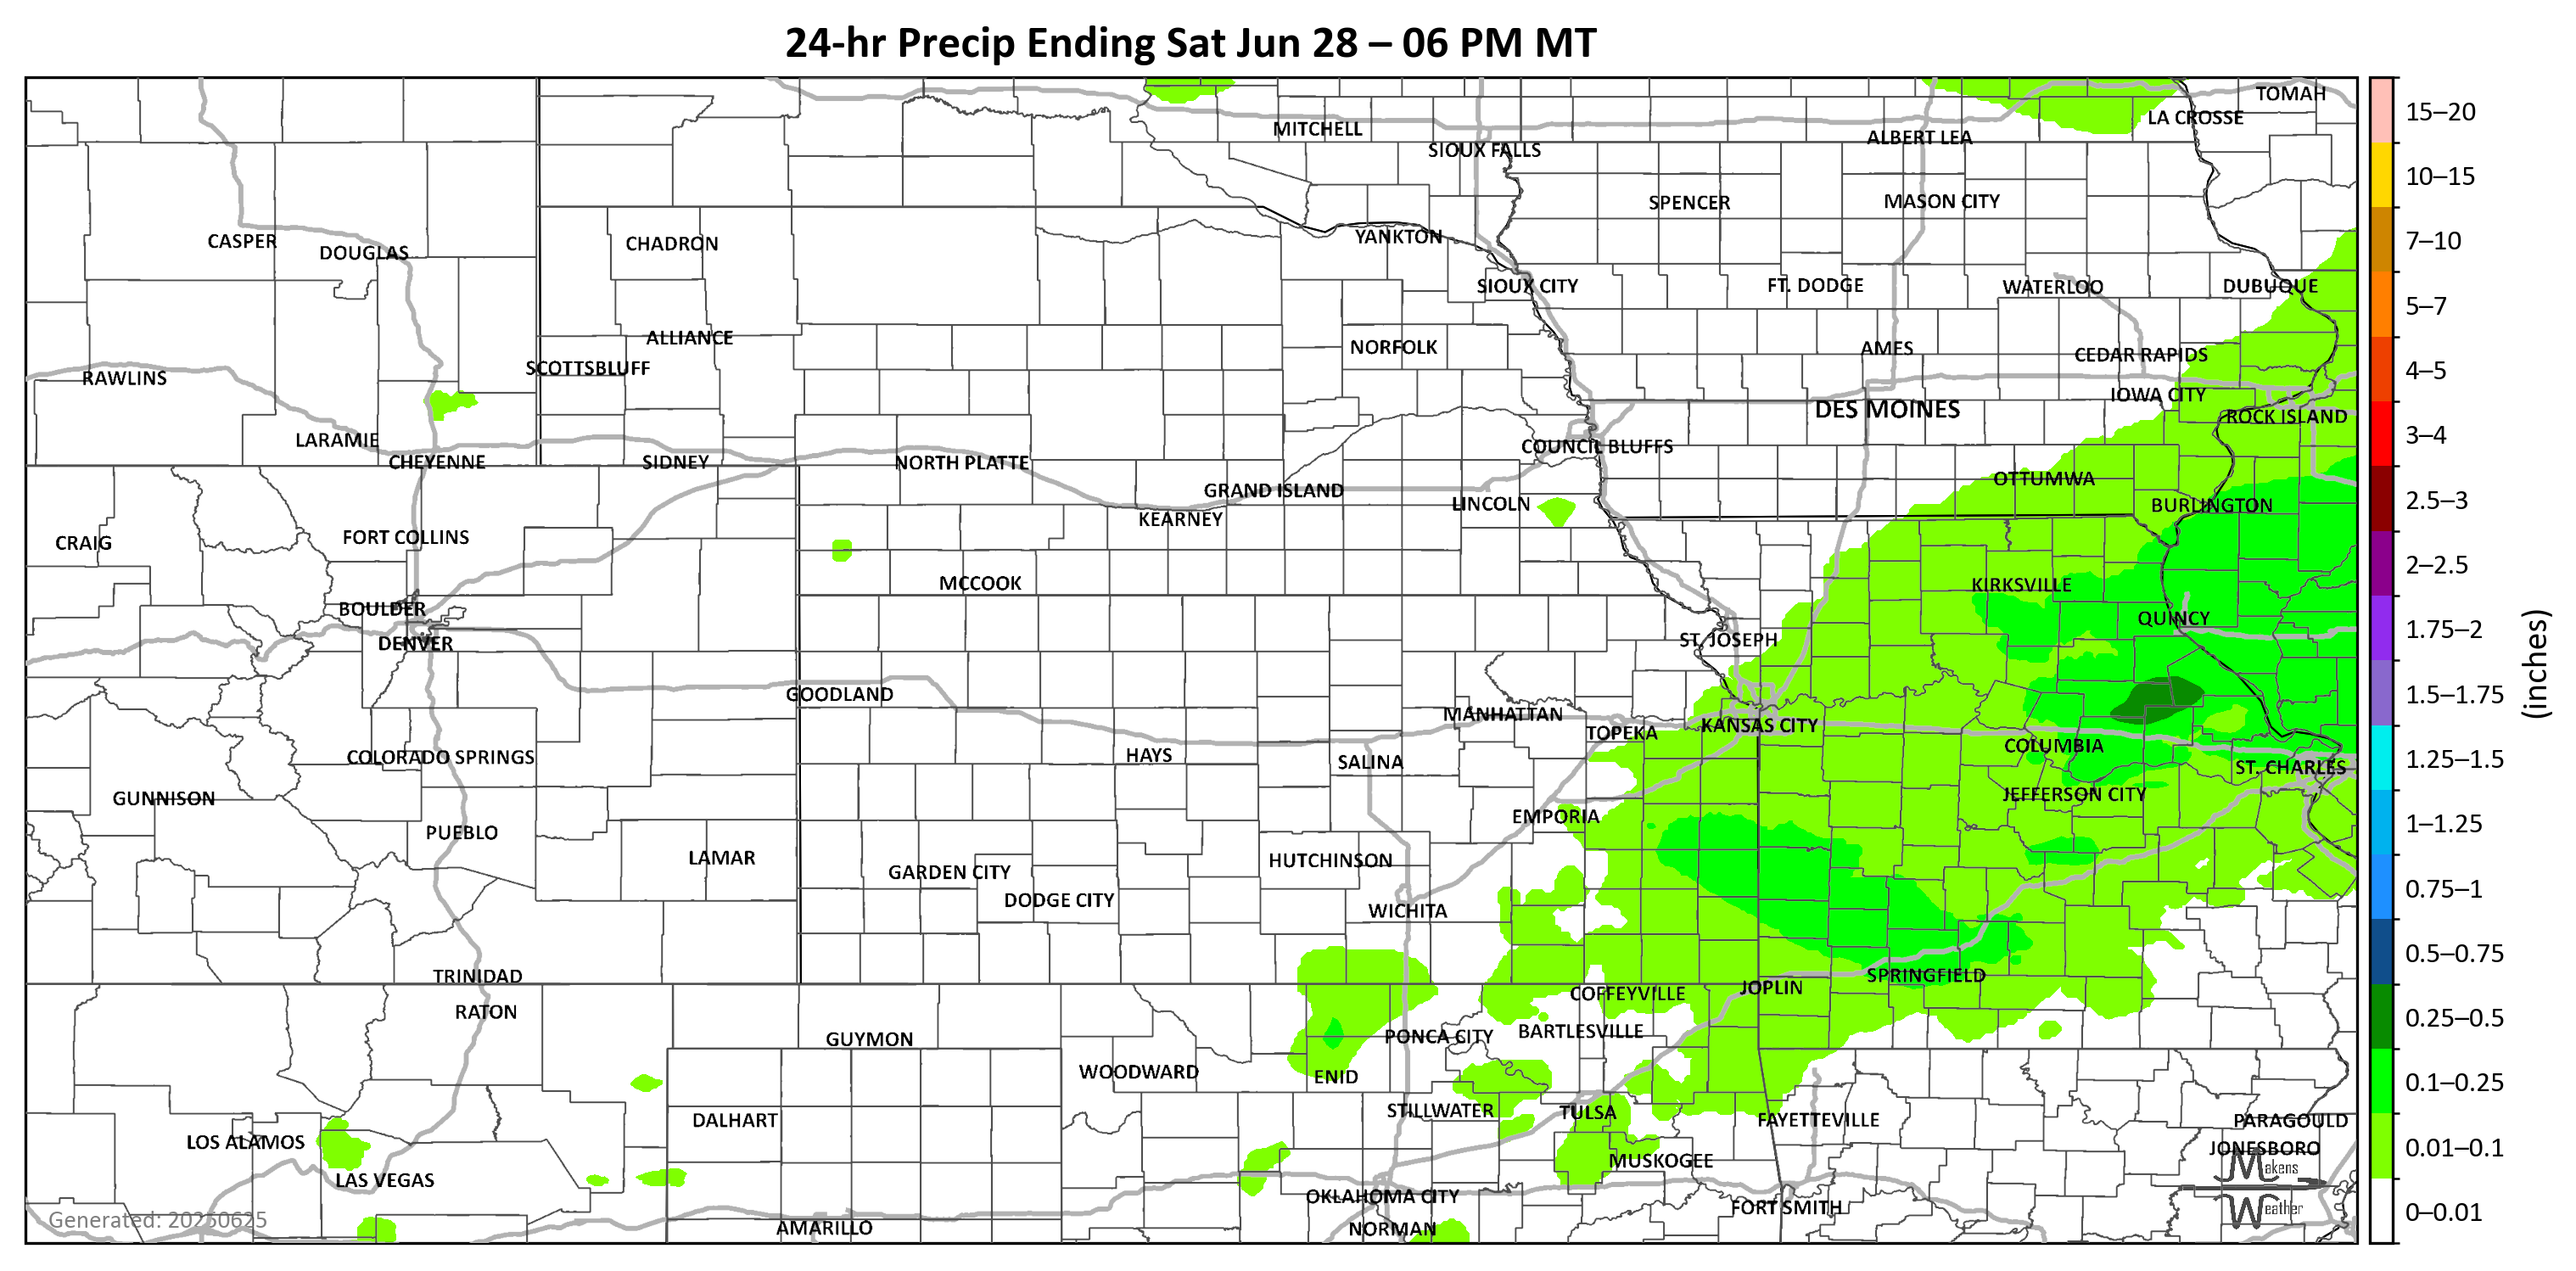 24-hr Precip Ending Sat Jun 28 – 06 PM MT
TOMAH
LA CROSSE
MITCHELL
ALBERT LEA
SIOUX FALLS
SPENCER
MASON CITY
CASPER
DOUGLAS
CHADRON
YANKTON
SIOUX CITY
FT. DODGE
WATERLOO
DUBUQUE
ALLIANCE
NORFOLK
AMES
CEDAR RAPIDS
SCOTTSBLUFF
RAWLINS
IOWA CITY
DES MOINES
ROCK ISLAND
LARAMIE
COUNCIL BLUFFS
CHEYENNE
SIDNEY
NORTH PLATTE
OTTUMWA
GRAND ISLAND
LINCOLN
BURLINGTON
KEARNEY
CRAIG
FORT COLLINS
MCCOOK
KIRKSVILLE
BOULDER
QUINCY
DENVER
ST. JOSEPH
GOODLAND
MANHATTAN
KANSAS CITY
TOPEKA
COLUMBIA
COLORADO SPRINGS
HAYS
SALINA
ST. CHARLES
GUNNISON
JEFFERSON CITY
EMPORIA
PUEBLO
LAMAR
HUTCHINSON
GARDEN CITY
DODGE CITY
WICHITA
TRINIDAD
SPRINGFIELD
JOPLIN
COFFEYVILLE
RATON
BARTLESVILLE
PONCA CITY
GUYMON
WOODWARD
ENID
STILLWATER
TULSA
DALHART
FAYETTEVILLE
PARAGOULD
LOS ALAMOS
JONESBORO
MUSKOGEE
LAS VEGAS
OKLAHOMA CITY
FORT SMITH
AMARILLO
NORMAN
Makens
Weather
Generated: 20250625
15–20
10–15
7–10
5–7
4–5
3–4
2.5–3
2–2.5
1.75–2
1.5–1.75
1.25–1.5
1–1.25
0.75–1
0.5–0.75
0.25–0.5
0.1–0.25
0.01–0.1
0–0.01
(inches)